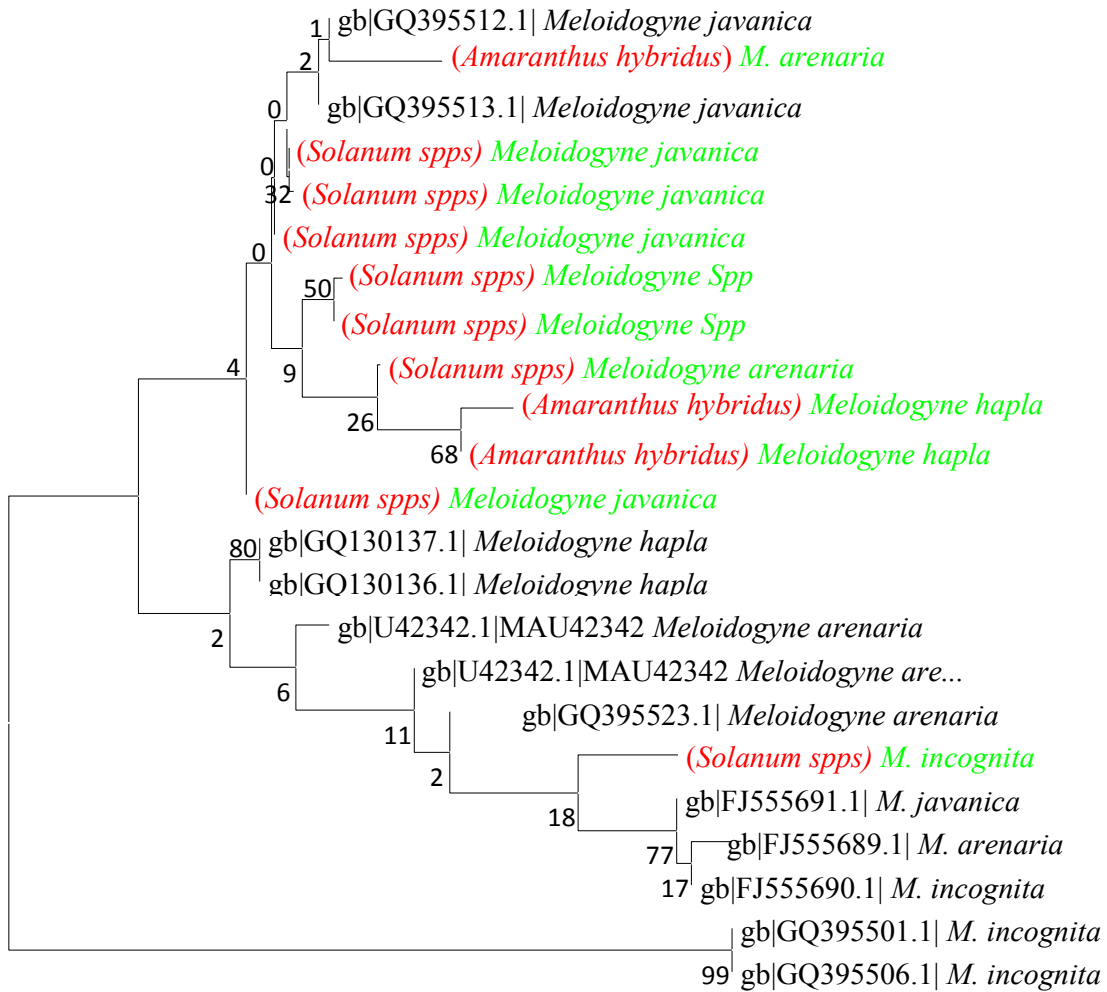 1 gb|GQ395512.1| Meloidogyne javanica
(Amaranthus hybridus) M. arenaria
2
gb|GQ395513.1| Meloidogyne javanica
0
(Solanum spps) Meloidogyne javanica
0
32 (Solanum spps) Meloidogyne javanica
(Solanum spps) Meloidogyne javanica
0
(Solanum spps) Meloidogyne Spp
50
(Solanum spps) Meloidogyne Spp
4
9
(Solanum spps) Meloidogyne arenaria
(Amaranthus hybridus) Meloidogyne hapla
26
68 (Amaranthus hybridus) Meloidogyne hapla
(Solanum spps) Meloidogyne javanica
80 gb|GQ130137.1| Meloidogyne hapla
gb|GQ130136.1| Meloidogyne hapla
gb|U42342.1|MAU42342 Meloidogyne arenaria
2
gb|U42342.1|MAU42342 Meloidogyne are...
6
gb|GQ395523.1| Meloidogyne arenaria
11
(Solanum spps) M. incognita
2
gb|FJ555691.1| M. javanica
18
gb|FJ555689.1| M. arenaria
77
17 gb|FJ555690.1| M. incognita
gb|GQ395501.1| M. incognita
99 gb|GQ395506.1| M. incognita